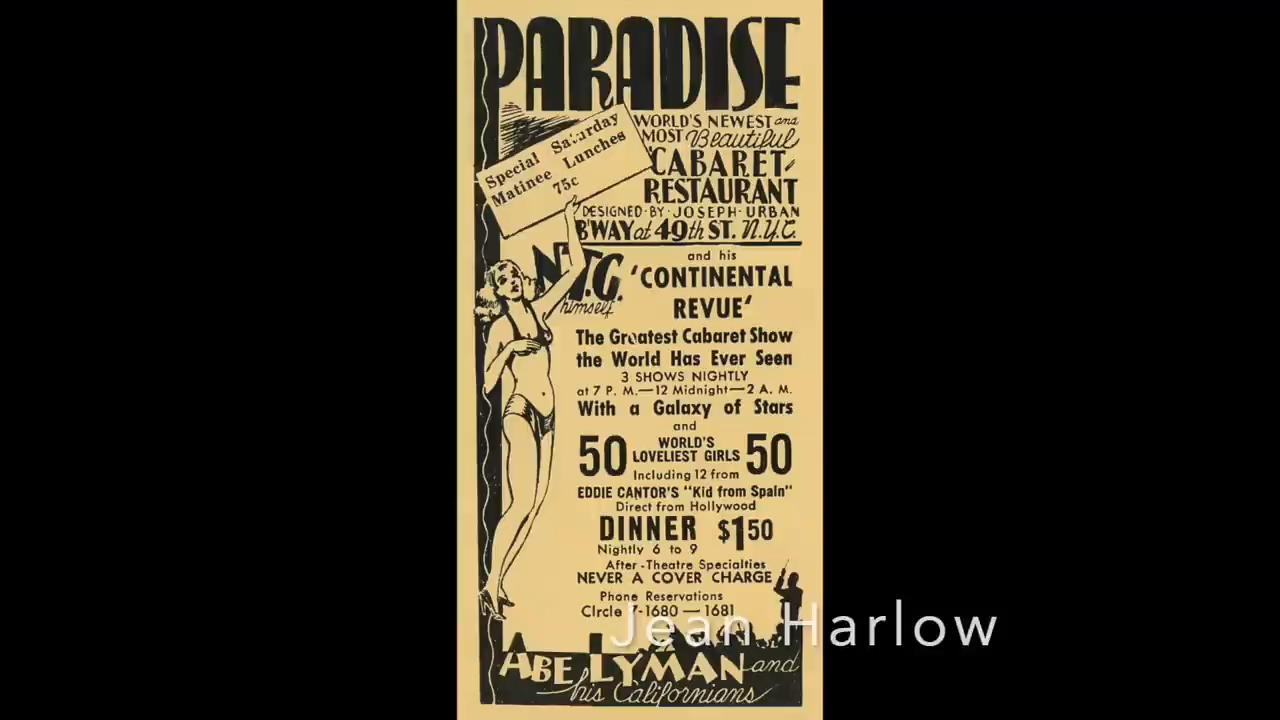 PARADISE
WORLD'S NEWEST and
MOST Beautiful
CABARET-
RESTAURANT
DESIGNED·BY·JOSEPH·URBAN
B'WAY at 49th ST. N.Y.C.
Special Saturday
Matinee Lunches
75c
N.T.G. and his
himself 'CONTINENTAL
REVUE'
The Greatest Cabaret Show
the World Has Ever Seen
3 SHOWS NIGHTLY
at 7 P. M.—12 Midnight—2 A. M.
With a Galaxy of Stars
and
50 WORLD'S LOVELIEST GIRLS 50
Including 12 from
EDDIE CANTOR'S "Kid from Spain"
Direct from Hollywood
DINNER $1.50
Nightly 6 to 9
After-Theatre Specialties
NEVER A COVER CHARGE
Phone Reservations
CIrcle 7-1680 — 1681
Jean Harlow
ABE LYMAN and
his Californians